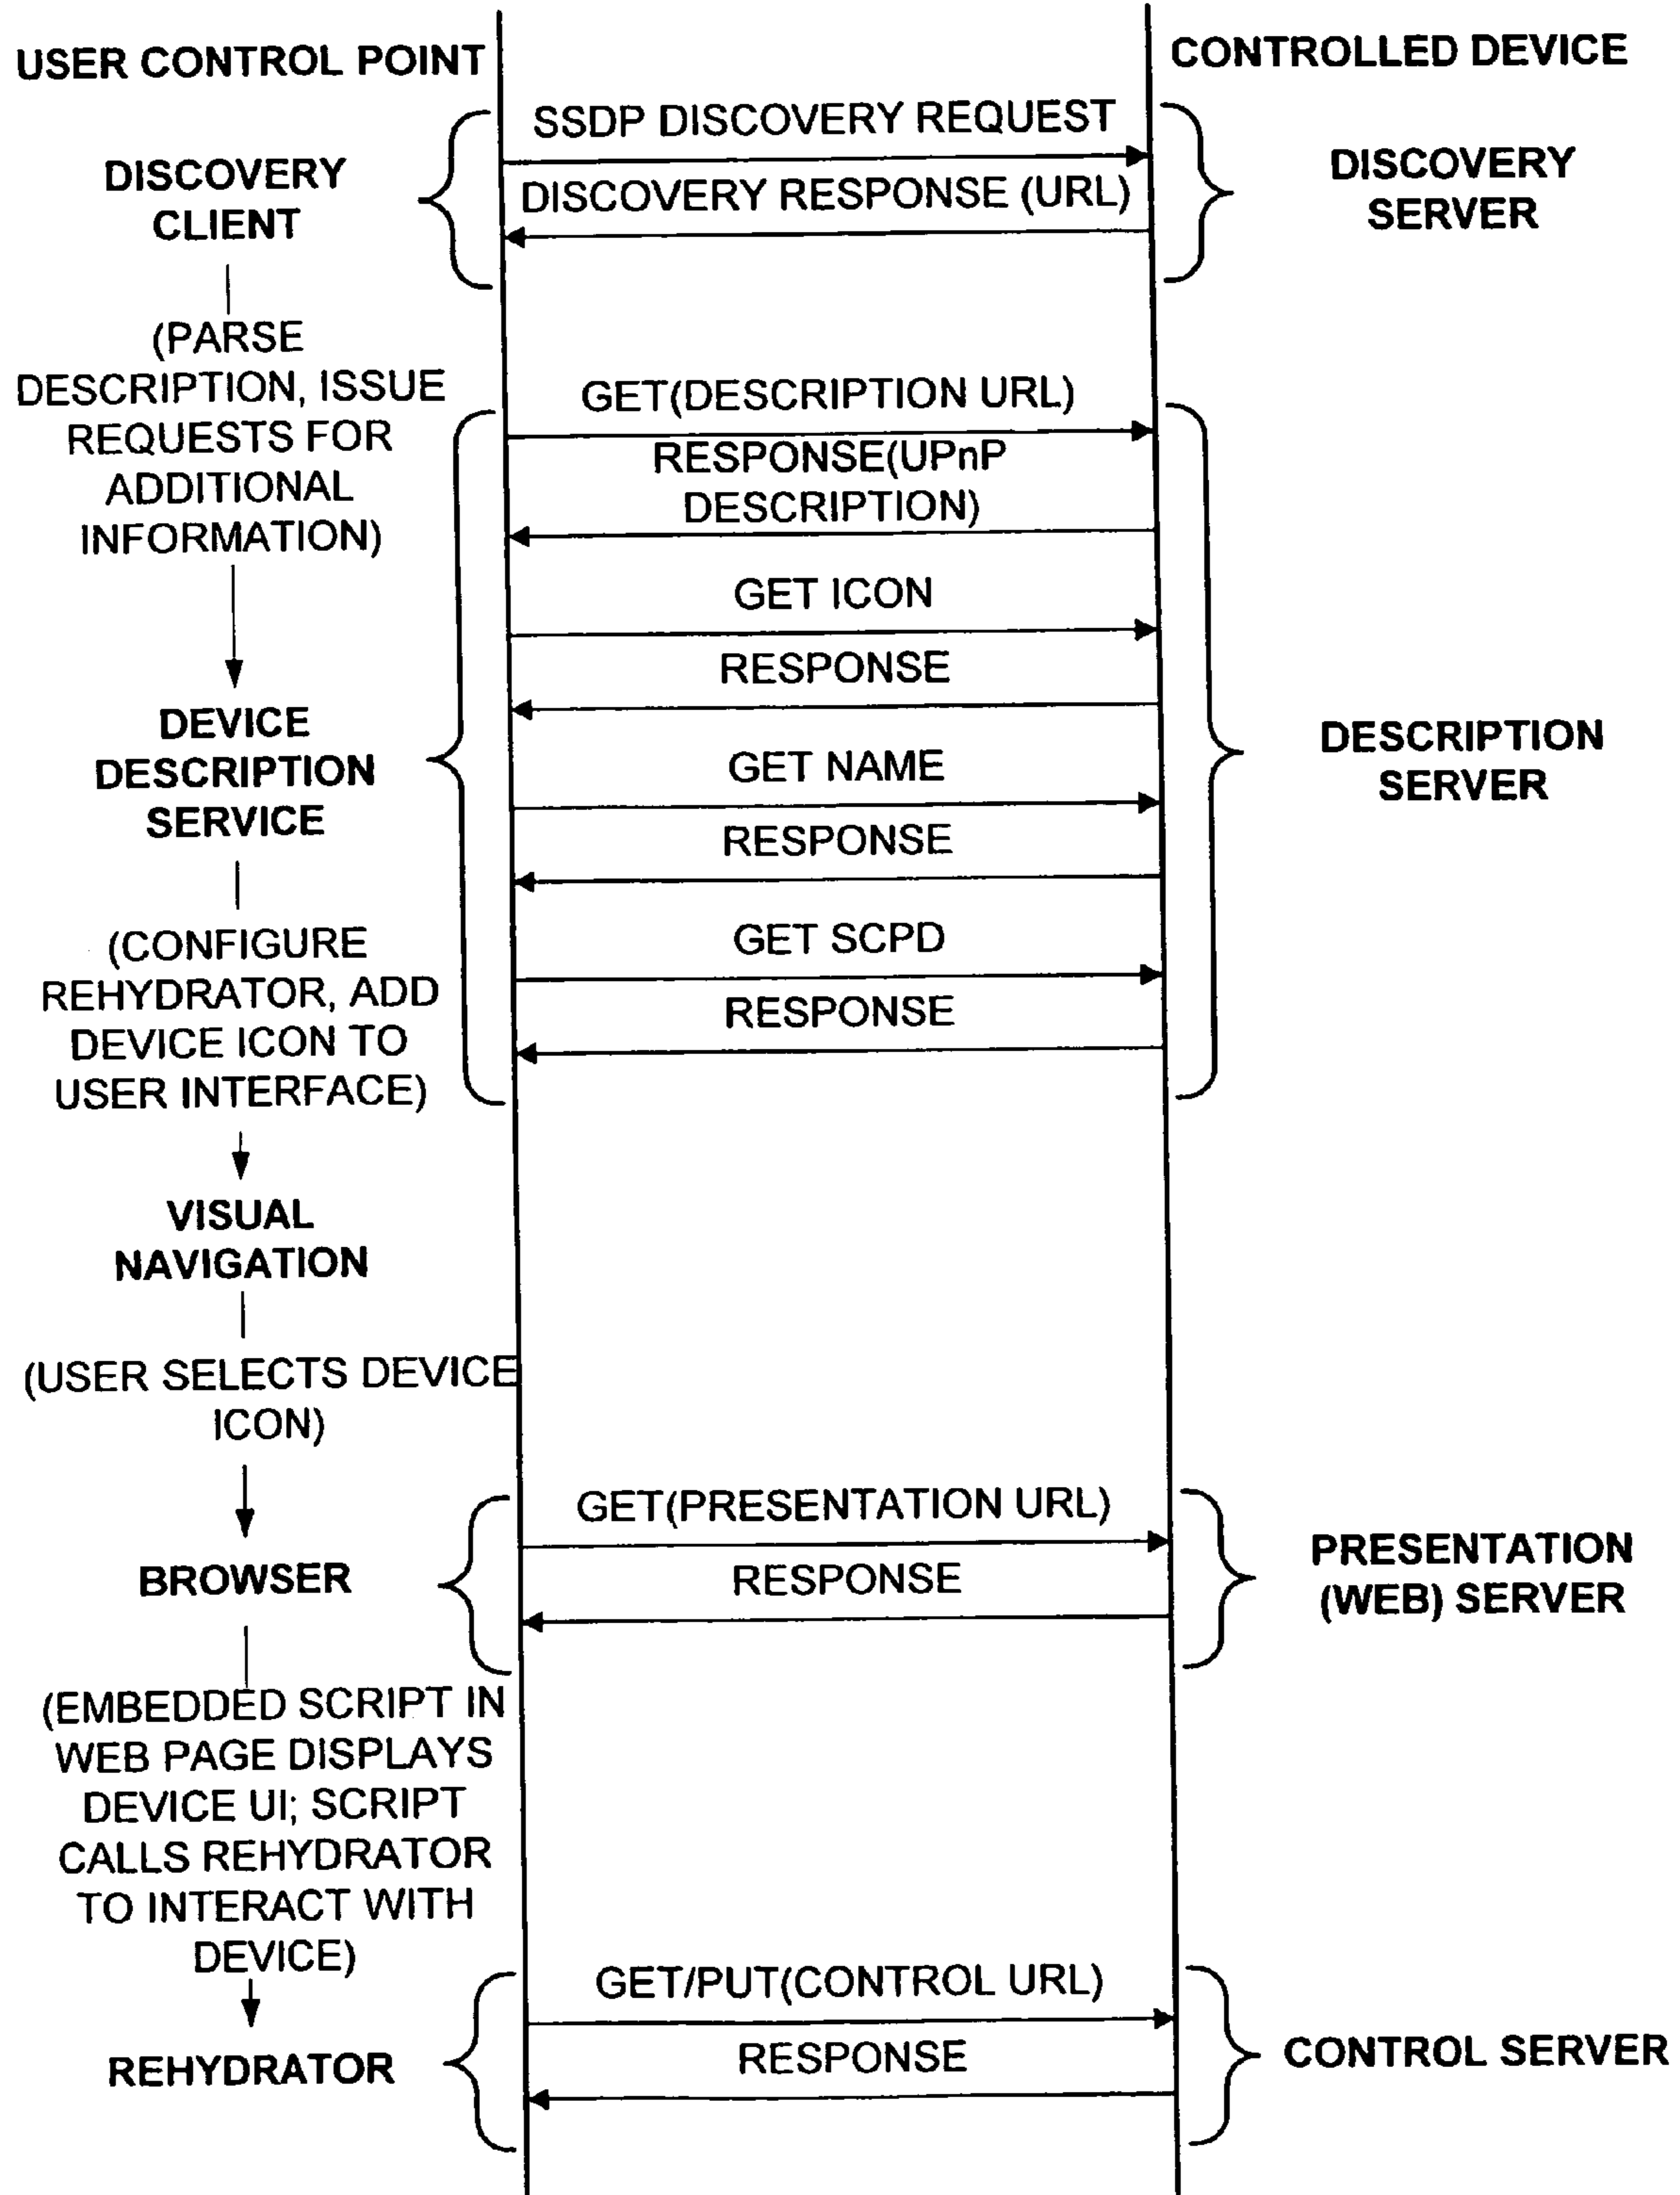 USER CONTROL POINT
CONTROLLED DEVICE
SSDP DISCOVERY REQUEST
DISCOVERY RESPONSE (URL)
DISCOVERY
CLIENT
DISCOVERY
SERVER
(PARSE
DESCRIPTION, ISSUE
REQUESTS FOR
ADDITIONAL
INFORMATION)
GET(DESCRIPTION URL)
RESPONSE(UPnP
DESCRIPTION)
GET ICON
RESPONSE
DEVICE
DESCRIPTION
SERVICE
GET NAME
RESPONSE
DESCRIPTION
SERVER
(CONFIGURE
REHYDRATOR, ADD
DEVICE ICON TO
USER INTERFACE)
GET SCPD
RESPONSE
VISUAL
NAVIGATION
(USER SELECTS DEVICE
ICON)
GET(PRESENTATION URL)
RESPONSE
BROWSER
PRESENTATION
(WEB) SERVER
(EMBEDDED SCRIPT IN
WEB PAGE DISPLAYS
DEVICE UI; SCRIPT
CALLS REHYDRATOR
TO INTERACT WITH
DEVICE)
GET/PUT(CONTROL URL)
RESPONSE
REHYDRATOR
CONTROL SERVER